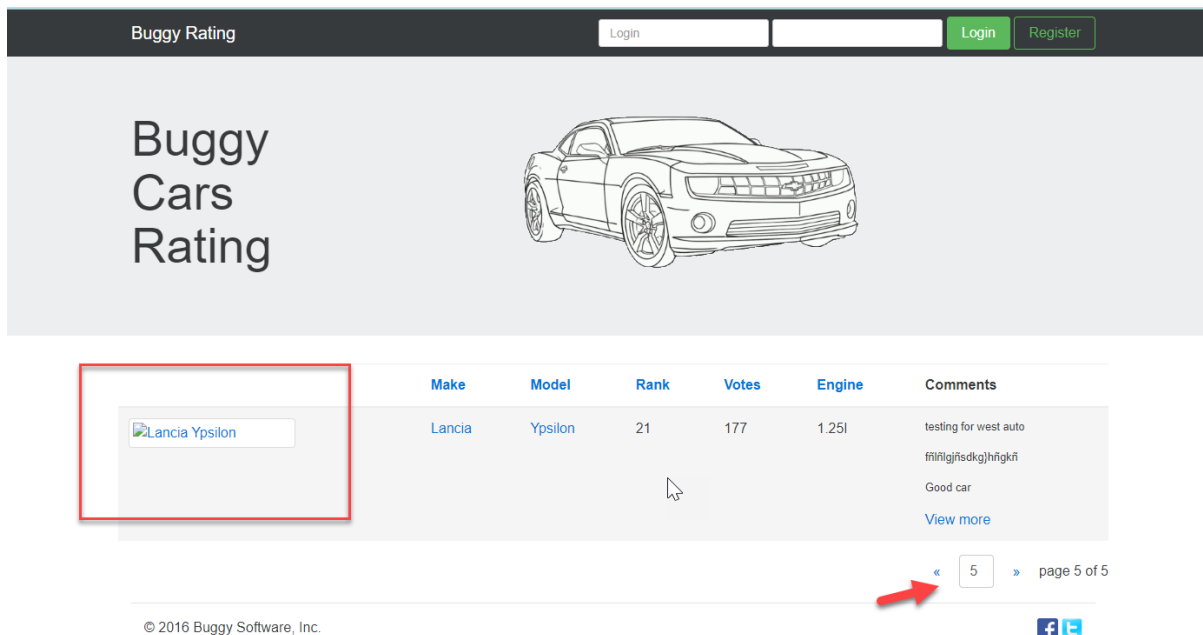 Buggy Rating Login Login Register
Buggy
Cars
Rating
Make Model Rank Votes Engine Comments
Lancia Ypsilon Lancia Ypsilon 21 177 1.25l testing for west auto
fñlñlgjñsdkg}hñgkñ
Good car
View more
« 5 » page 5 of 5
© 2016 Buggy Software, Inc.